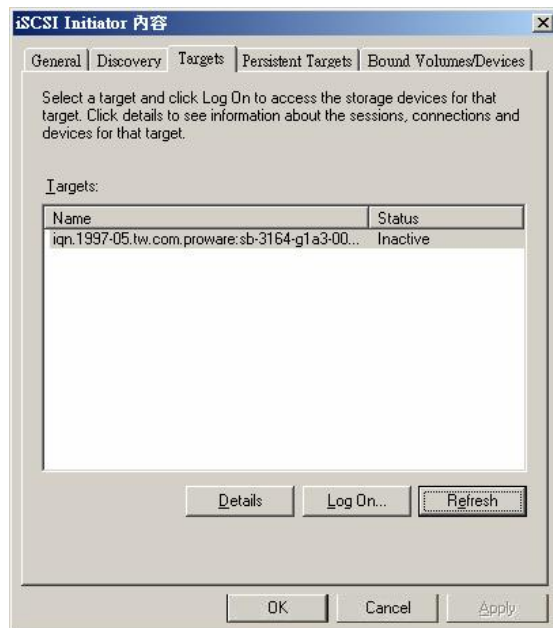 iSCSI Initiator 內容
General Discovery Targets Persistent Targets Bound Volumes/Devices
Select a target and click Log On to access the storage devices for that
target. Click details to see information about the sessions, connections and
devices for that target.
Targets:
Name Status
iqn.1997-05.tw.com.proware:sb-3164-g1a3-00... Inactive
Details Log On... Refresh
OK Cancel Apply